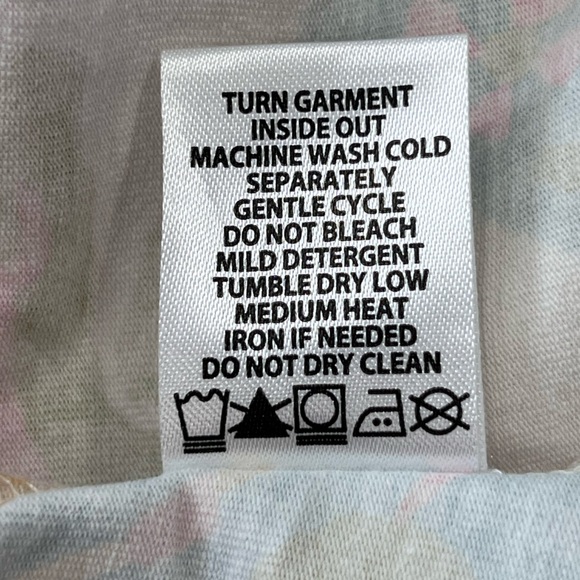 TURN GARMENT
INSIDE OUT
MACHINE WASH COLD
SEPARATELY
GENTLE CYCLE
DO NOT BLEACH
MILD DETERGENT
TUMBLE DRY LOW
MEDIUM HEAT
IRON IF NEEDED
DO NOT DRY CLEAN